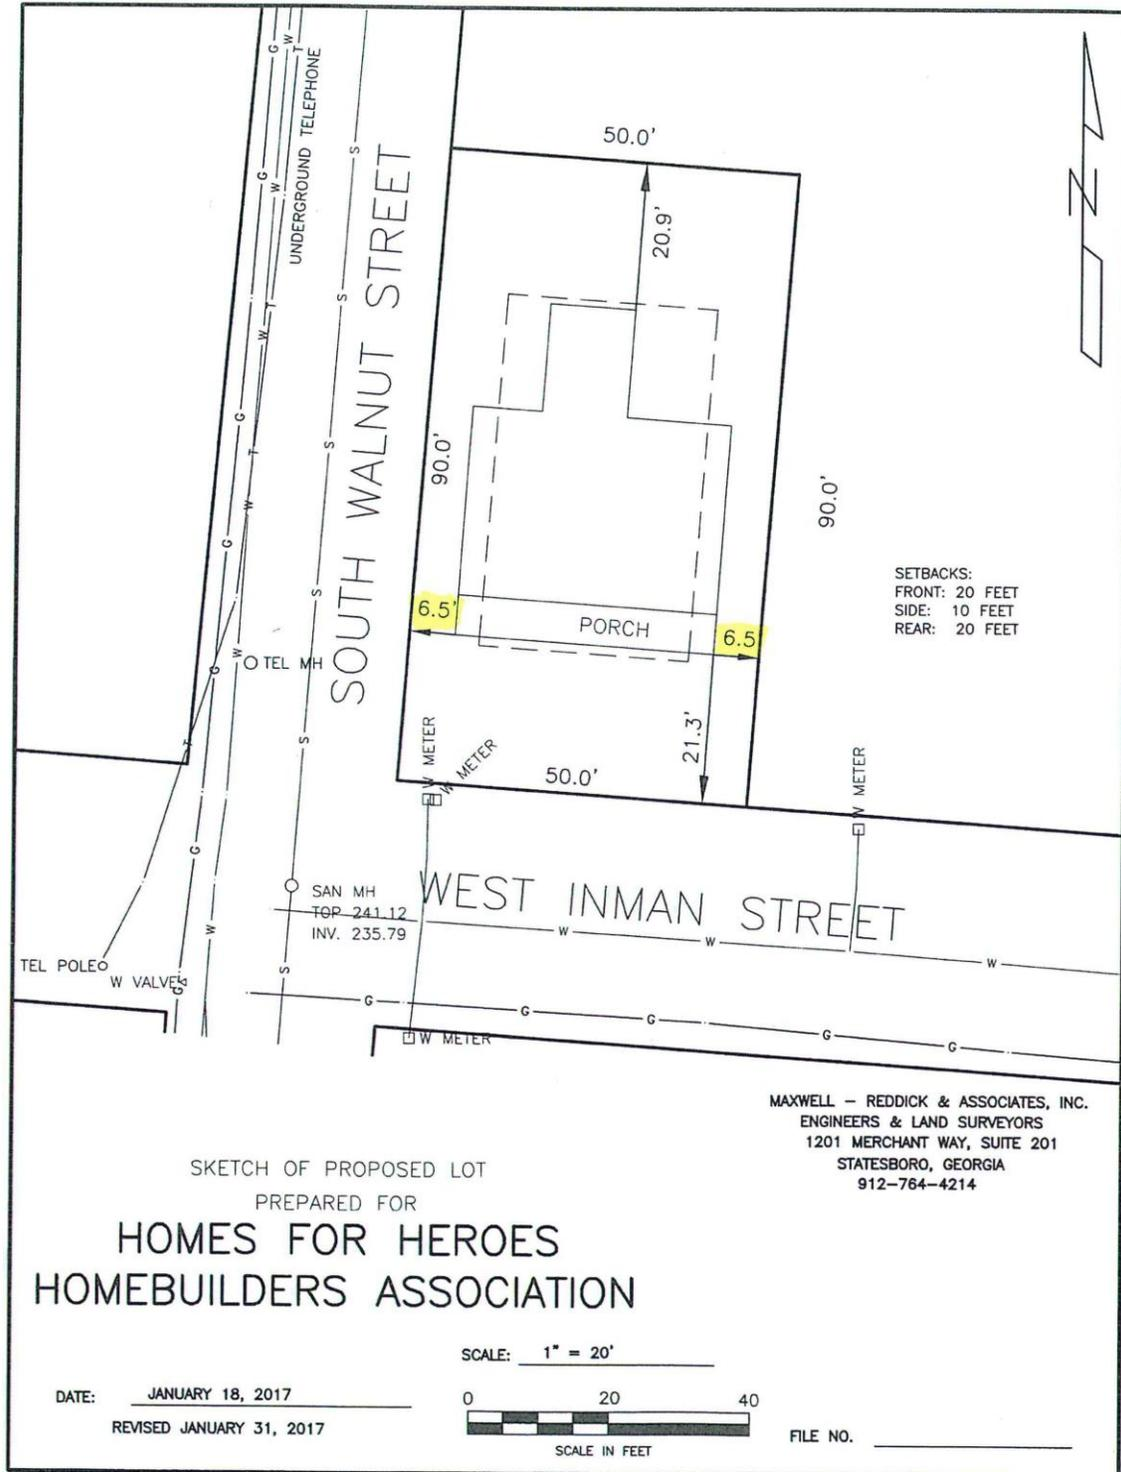 G
W
T
UNDERGROUND TELEPHONE
S
G
W
S
50.0'
20.9'
N
SOUTH WALNUT STREET
W
T
G
S
T
W
G
S
90.0'
90.0'
SETBACKS:
FRONT: 20 FEET
SIDE: 10 FEET
REAR: 20 FEET
6.5'
PORCH
6.5
TEL MH
W
G
S
T
W METER
W METER
21.3'
50.0'
W METER
G
SAN MH
TOP 241.12
INV. 235.79
WEST INMAN STREET
W
W
W
W
TEL POLE
W VALVE
G
S
G
G
G
G
G
W METER
MAXWELL – REDDICK & ASSOCIATES, INC.
ENGINEERS & LAND SURVEYORS
1201 MERCHANT WAY, SUITE 201
STATESBORO, GEORGIA
912–764–4214
SKETCH OF PROPOSED LOT
PREPARED FOR
HOMES FOR HEROES
HOMEBUILDERS ASSOCIATION
SCALE: 1" = 20'
DATE: JANUARY 18, 2017
REVISED JANUARY 31, 2017
0 20 40
SCALE IN FEET
FILE NO.